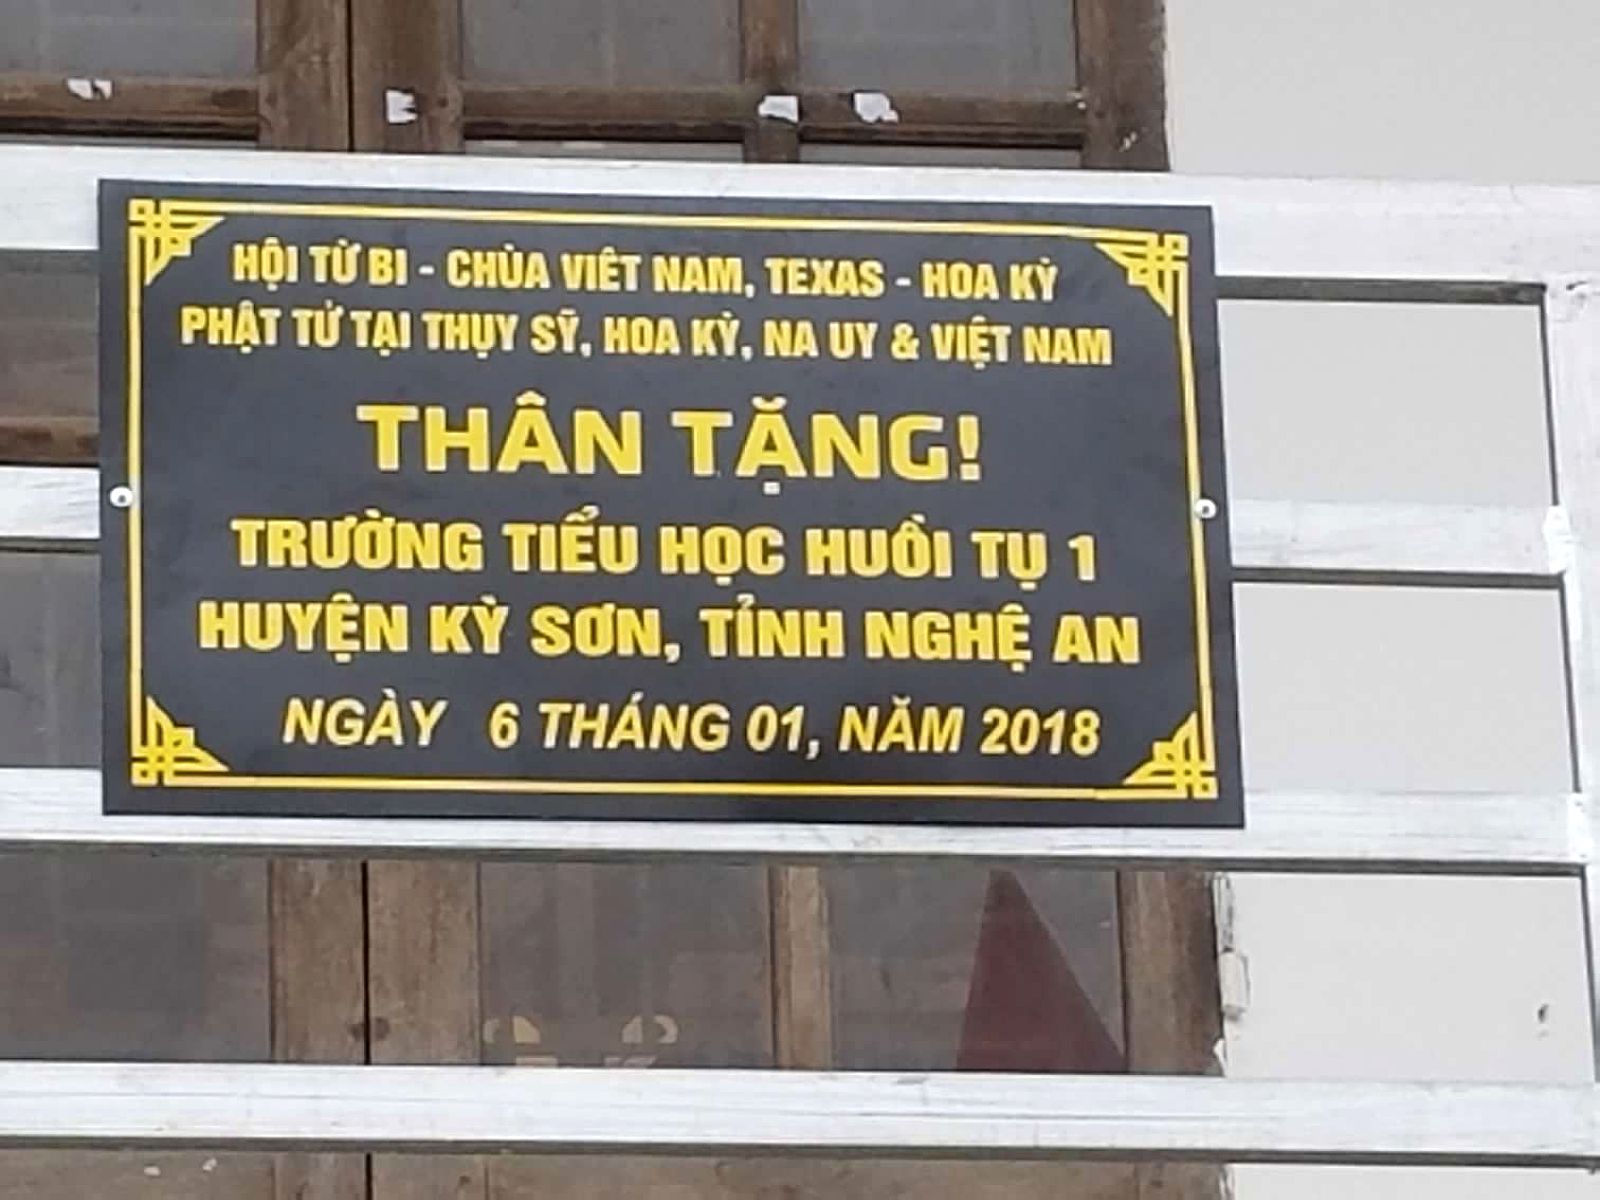 HỘI TỪ BI - CHÙA VIÊT NAM, TEXAS - HOA KỲ
PHẬT TỬ TẠI THỤY SỸ, HOA KỲ, NA UY & VIỆT NAM
THÂN TẶNG!
TRƯỜNG TIỂU HỌC HUỒI TỤ 1
HUYỆN KỲ SƠN, TỈNH NGHỆ AN
NGÀY 6 THÁNG 01, NĂM 2018